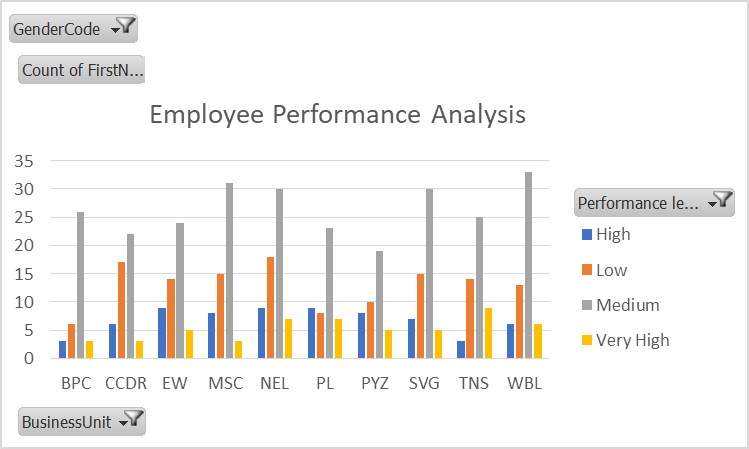 GenderCode
Count of FirstN...
Employee Performance Analysis
35
30
25
20
15
10
5
0
BPC CCDR EW MSC NEL PL PYZ SVG TNS WBL
Performance le...
High
Low
Medium
Very High
BusinessUnit